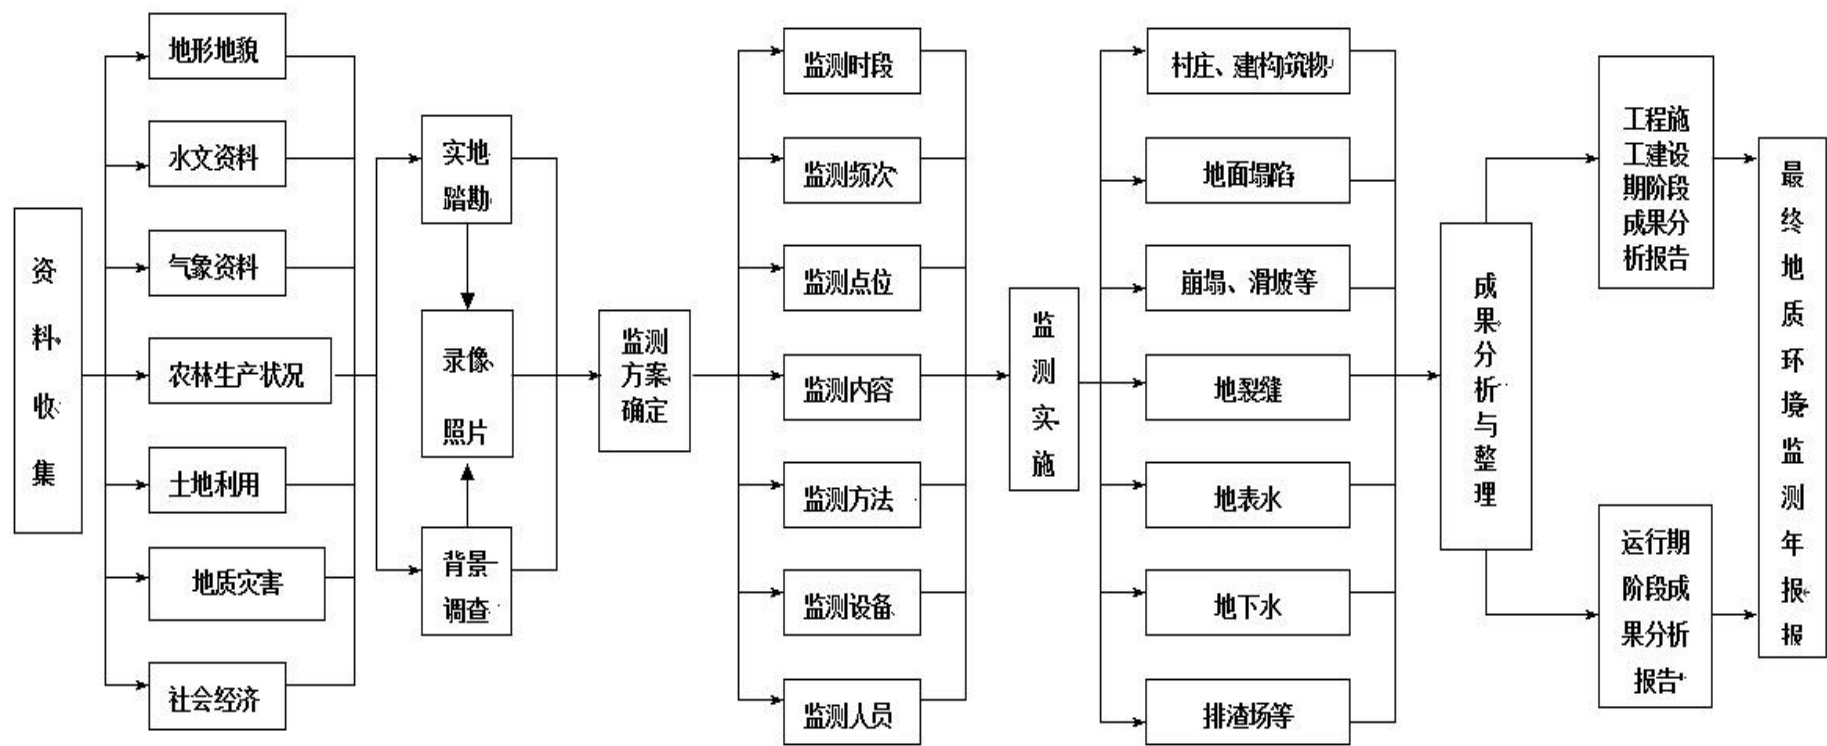 资
料
收
集
地形地貌
水文资料
气象资料
农林生产状况
土地利用
地质灾害
社会经济
实地
踏勘
录像
照片
背景
调查
监测
方案
确定
监测时段
监测频次
监测点位
监测内容
监测方法
监测设备
监测人员
监
测
实
施
村庄、建(构)筑物
地面塌陷
崩塌、滑坡等
地裂缝
地表水
地下水
排渣场等
成
果
分
析
与
整
理
工程施
工建设
期阶段
成果分
析报告
运行期
阶段成
果分析
报告
最
终
地
质
环
境
监
测
年
报
报